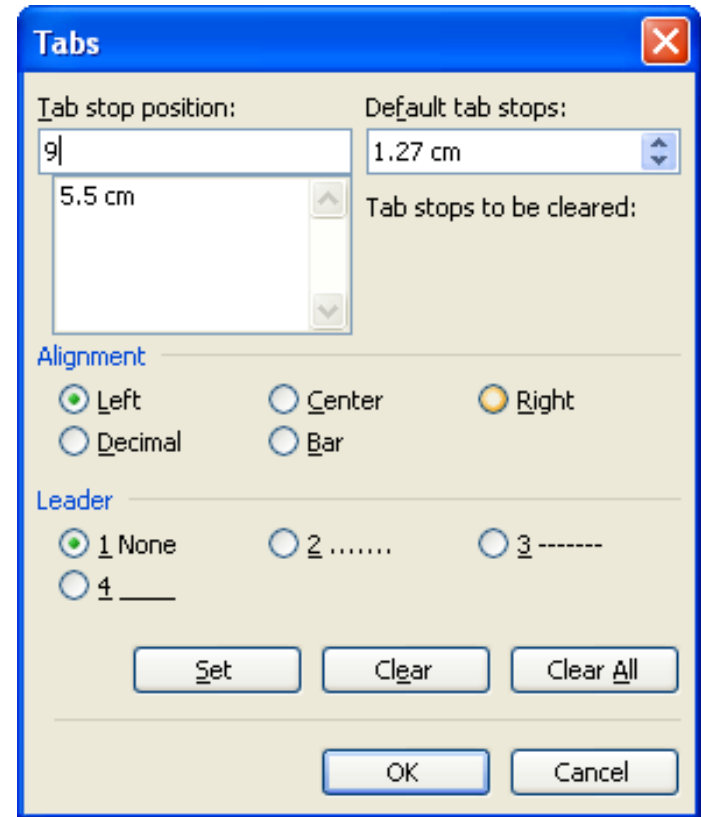 Tabs
Tab stop position:
Default tab stops:
9
1.27 cm
5.5 cm
Tab stops to be cleared:
Alignment
Left
Center
Right
Decimal
Bar
Leader
1 None
2 .......
3 -------
4 ____
Set
Clear
Clear All
OK
Cancel